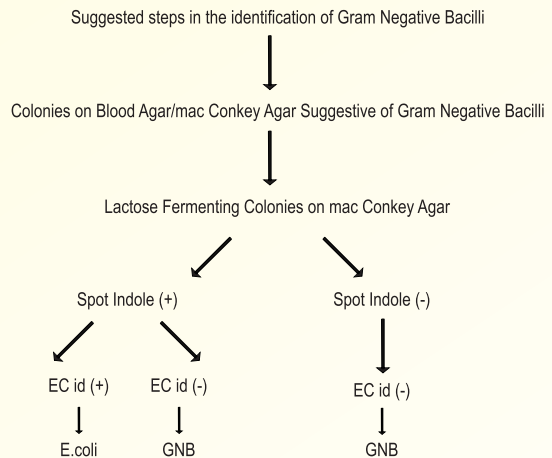 Suggested steps in the identification of Gram Negative Bacilli
Colonies on Blood Agar/mac Conkey Agar Suggestive of Gram Negative Bacilli
Lactose Fermenting Colonies on mac Conkey Agar
Spot Indole (+) Spot Indole (-)
EC id (+) EC id (-) EC id (-)
E.coli GNB GNB